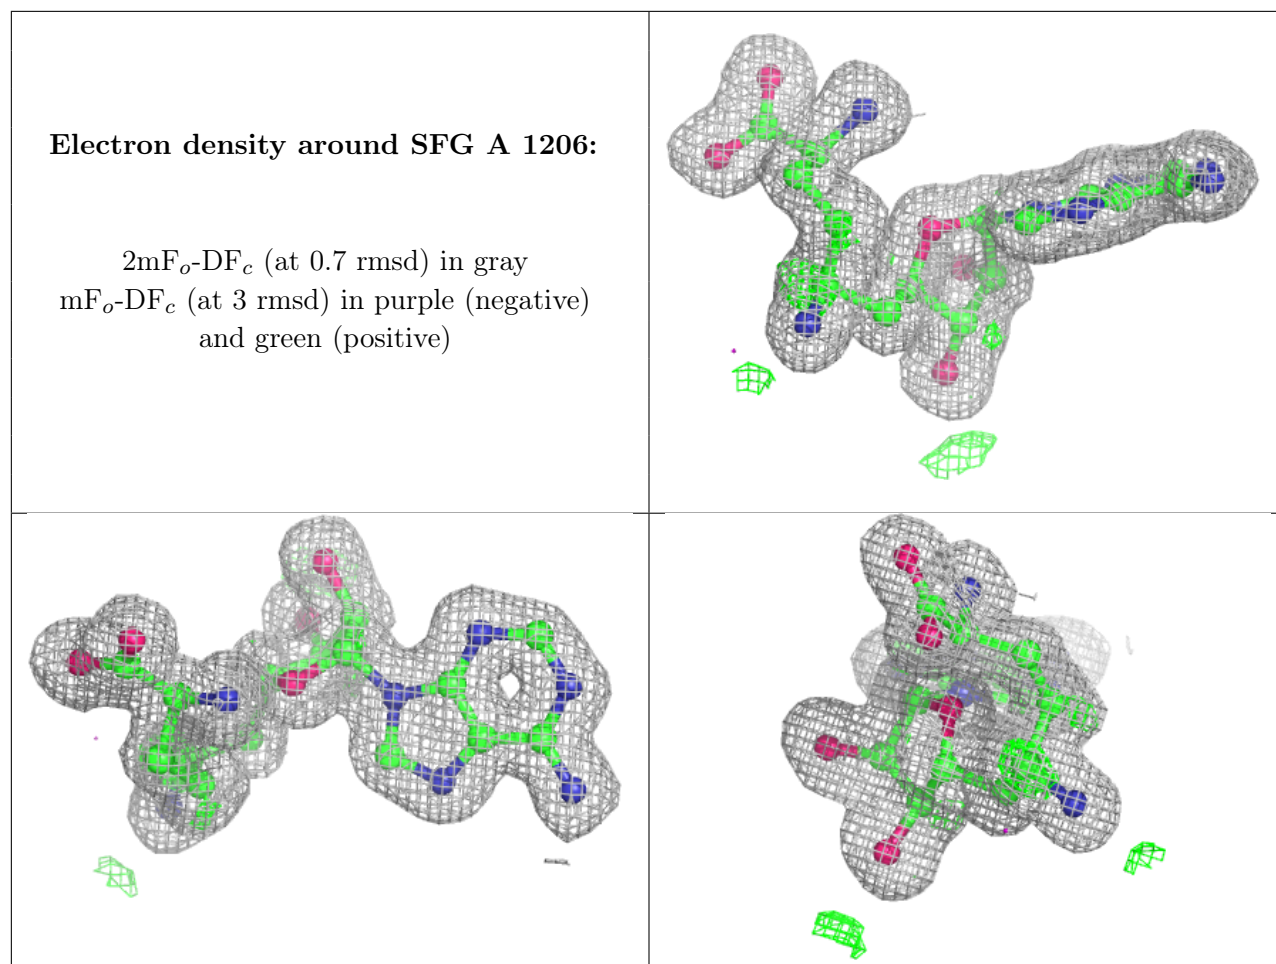 Electron density around SFG A 1206:
2mFo-DFc (at 0.7 rmsd) in gray
mFo-DFc (at 3 rmsd) in purple (negative)
and green (positive)